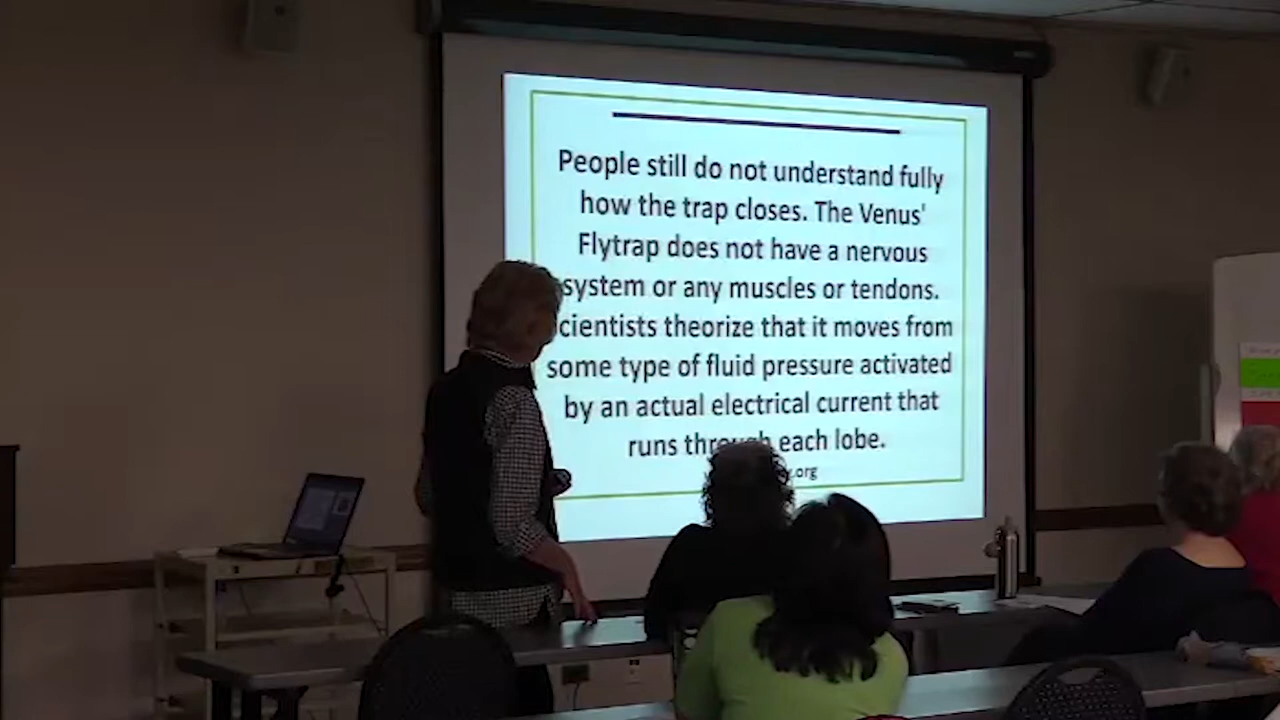 People still do not understand fully
how the trap closes. The Venus'
Flytrap does not have a nervous
system or any muscles or tendons.
cientists theorize that it moves from
some type of fluid pressure activated
by an actual electrical current that
runs through each lobe.
.org